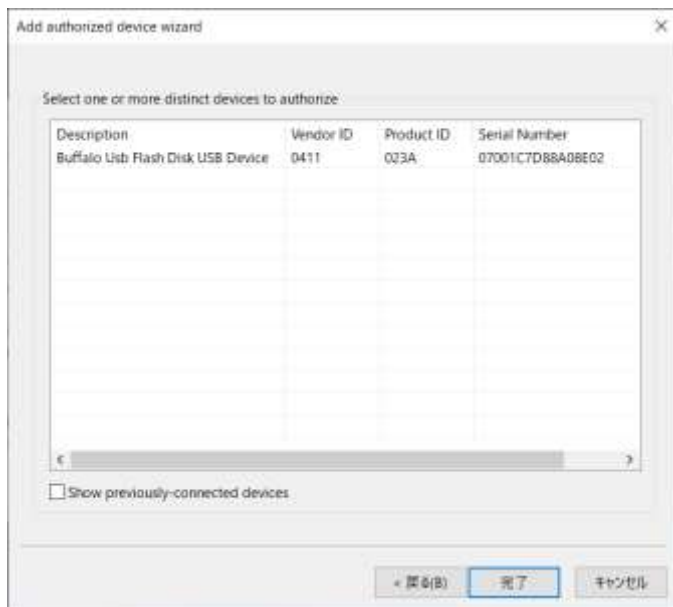 Add authorized device wizard
Select one or more distinct devices to authorize
Description Vendor ID Product ID Serial Number
Buffalo Usb Flash Disk USB Device 0411 023A 07001C7D88A08E02
Show previously-connected devices
< 戻る(B) 完了 キャンセル